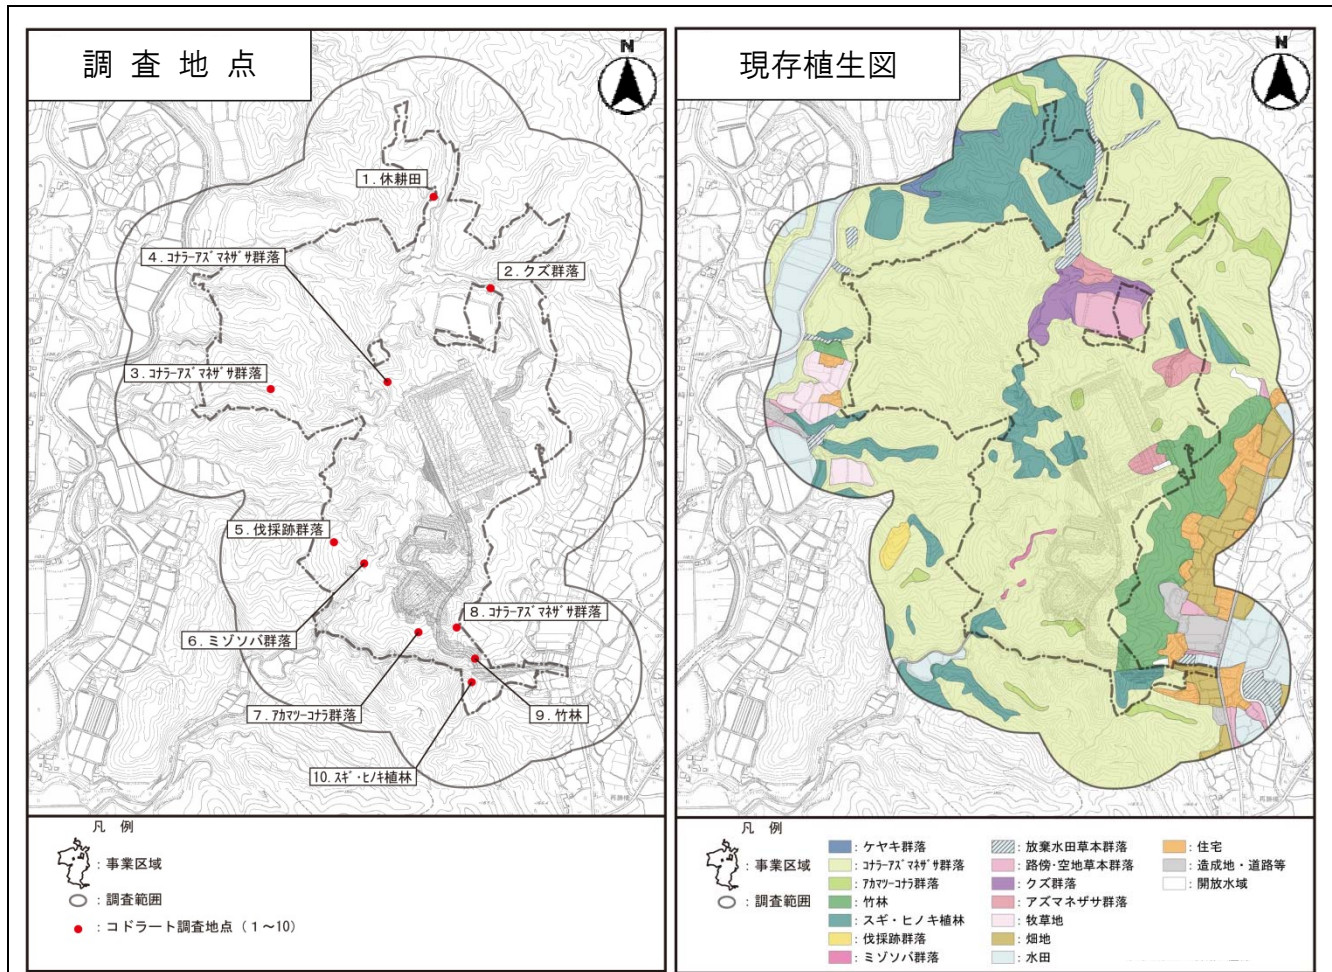 調査地点
N
1.休耕田
4.ｺﾅﾗｰｱｽﾞﾏﾈｻﾞｻ群落
2.クズ群落
3.ｺﾅﾗｰｱｽﾞﾏﾈｻﾞｻ群落
5.伐採跡群落
8.ｺﾅﾗｰｱｽﾞﾏﾈｻﾞｻ群落
6.ミゾソバ群落
7.ｱｶﾏﾂｰｺﾅﾗ群落
9.竹林
10.ｽｷﾞ・ﾋﾉｷ植林
凡例
：事業区域
：調査範囲
：コドラート調査地点（1～10）
現存植生図
N
凡例
：事業区域
：調査範囲
：ケヤキ群落
：ｺﾅﾗｰｱｽﾞﾏﾈｻﾞｻ群落
：ｱｶﾏﾂｰｺﾅﾗ群落
：竹林
：スギ・ヒノキ植林
：伐採跡群落
：ミゾソバ群落
：放棄水田草本群落
：路傍・空地草本群落
：クズ群落
：アズマネザサ群落
：牧草地
：畑地
：水田
：住宅
：造成地・道路等
：開放水域